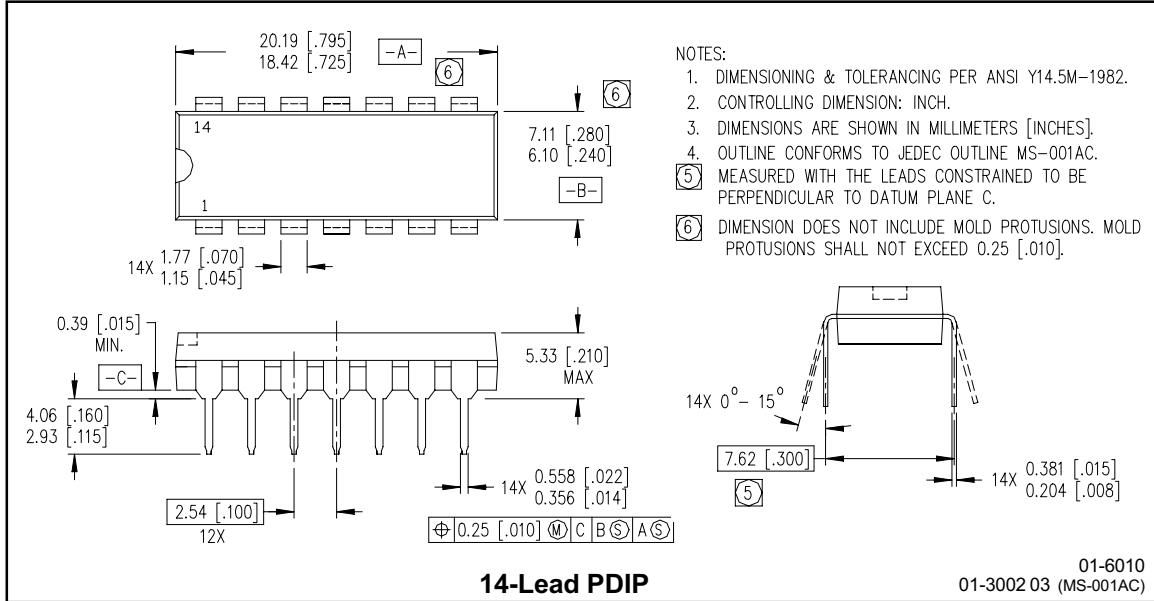 20.19 [.795]
18.42 [.725]
-A-
6
6
14
1
7.11 [.280]
6.10 [.240]
-B-
14X 1.77 [.070]
1.15 [.045]
NOTES:
1. DIMENSIONING & TOLERANCING PER ANSI Y14.5M-1982.
2. CONTROLLING DIMENSION: INCH.
3. DIMENSIONS ARE SHOWN IN MILLIMETERS [INCHES].
4. OUTLINE CONFORMS TO JEDEC OUTLINE MS-001AC.
5 MEASURED WITH THE LEADS CONSTRAINED TO BE
PERPENDICULAR TO DATUM PLANE C.
6 DIMENSION DOES NOT INCLUDE MOLD PROTUSIONS. MOLD
PROTUSIONS SHALL NOT EXCEED 0.25 [.010].
0.39 [.015]
MIN.
-C-
4.06 [.160]
2.93 [.115]
5.33 [.210]
MAX
2.54 [.100]
12X
14X 0.558 [.022]
0.356 [.014]
⌖ 0.25 [.010] Ⓜ C B Ⓢ A Ⓢ
14X 0° - 15°
7.62 [.300]
5
14X 0.381 [.015]
0.204 [.008]
14-Lead PDIP
01-6010
01-3002 03 (MS-001AC)